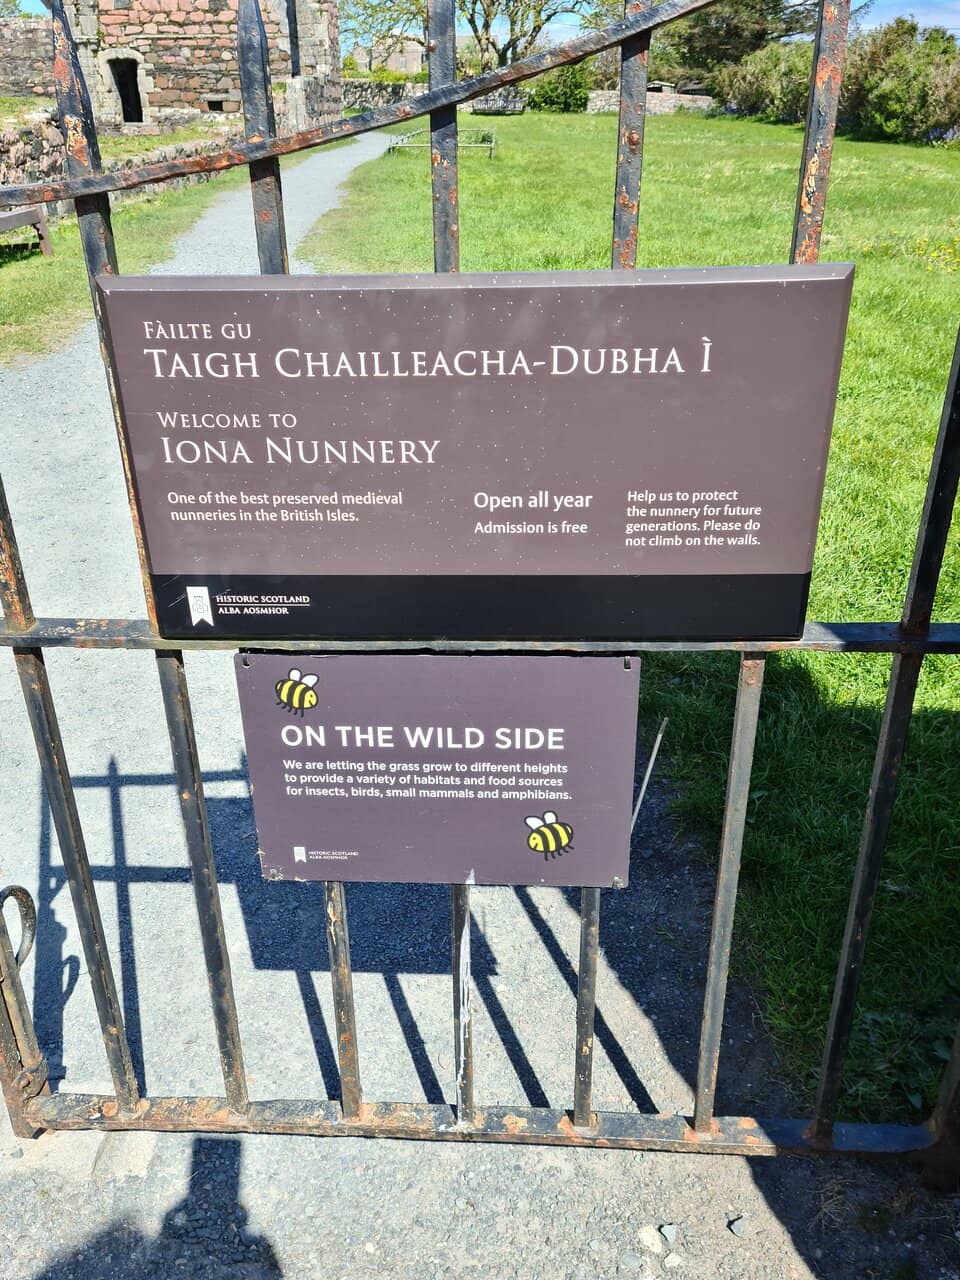 FÀILTE GU
TAIGH CHAILLEACHA-DUBHA Ì
WELCOME TO
IONA NUNNERY
One of the best preserved medieval
nunneries in the British Isles.
Open all year
Admission is free
Help us to protect
the nunnery for future
generations. Please do
not climb on the walls.
HISTORIC SCOTLAND
ALBA AOSMHOR
ON THE WILD SIDE
We are letting the grass grow to different heights
to provide a variety of habitats and food sources
for insects, birds, small mammals and amphibians.
HISTORIC SCOTLAND
ALBA AOSMHOR